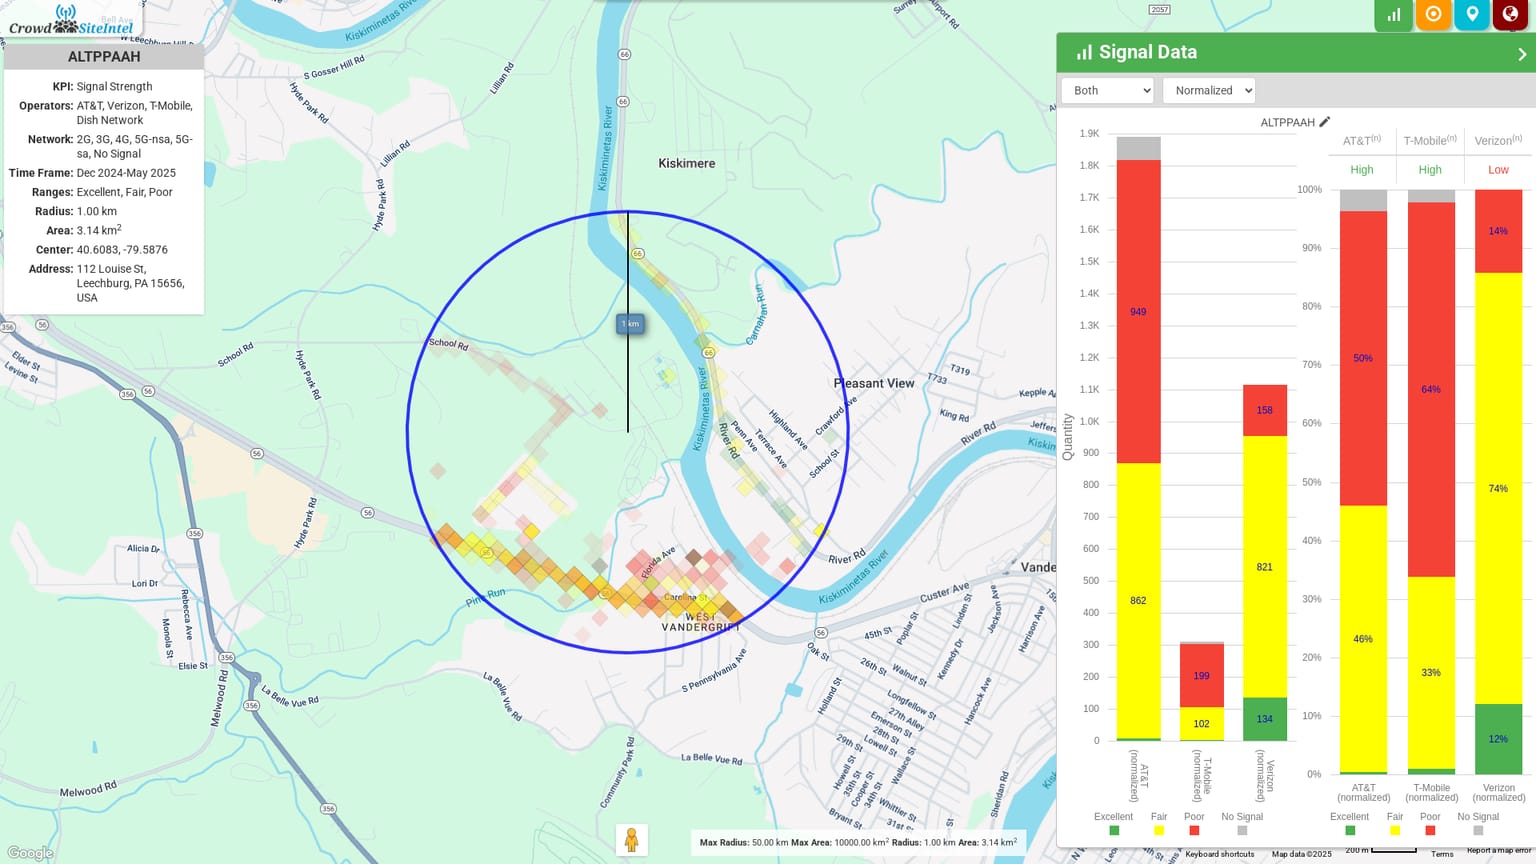 Crowd SiteIntel
ALTPPAAH
KPI: Signal Strength
Operators: AT&T, Verizon, T-Mobile,
Dish Network
Network: 2G, 3G, 4G, 5G-nsa, 5G-
sa, No Signal
Time Frame: Dec 2024-May 2025
Ranges: Excellent, Fair, Poor
Radius: 1.00 km
Area: 3.14 km2
Center: 40.6083, -79.5876
Address: 112 Louise St,
Leechburg, PA 15656,
USA
Bell Ave
W Leechburg Hill D
Kiskiminetas River
S Gosser Hill Rd
Hyde Park Rd
Lillian Rd
Lillian Rd
Hyde Park Rd
66
66
Kiskiminetas River
Kiskimere
2057
Airport Rd
66
1 km
Carnahan Run
66
School Rd
School Rd
Hyde Park Rd
356
56
Elder St
Levine St
356
56
Kiskiminetas River
River Rd
Pleasant View
T319
T733
Kepple A
King Rd
Jeffers
Crawford Ave
Highland Ave
Terrace Ave
Penn Ave
School St
River Rd
Kiskim
56
56
356
Hyde Park Rd
Alicia Dr
Lori Dr
Rebecca Ave
Monola St
Elsie St
356
356
La Belle Vue Rd
Melwood Rd
Melwood Rd
356
56
56
Pine Run
Florida Ave
Carolina St
WEST
VANDERGRIFT
River Rd
Kiskiminetas River
Vande
Custer Ave
56
45th St
Oak St
S Pennsylvania Ave
La Belle Vue Rd
La Belle Vue Rd
Community Park Rd
Poplar St
Linden St
Jackson Ave
Harrison Ave
Kennedy Dr
26th St
Walnut St
Holland St
Longfellow St
27th Alley
Emerson St
28th St
Lowell St
29th St
Hancock Ave
Wallace St
Howell St
35th St
Cooper St
34th St
Whittier St
31st St
Bryant St
Sheridan Rd
Google
Max Radius: 50.00 km Max Area: 10000.00 km2 Radius: 1.00 km Area: 3.14 km2
Signal Data
Both
Normalized
ALTPPAAH
Quantity
1.9K
1.8K
1.7K
1.6K
1.5K
1.4K
1.3K
1.2K
1.1K
1.0K
900
800
700
600
500
400
300
200
100
0
949
862
199
102
158
821
134
AT&T
(normalized)
T-Mobile
(normalized)
Verizon
(normalized)
Excellent
Fair
Poor
No Signal
AT&T(n)
T-Mobile(n)
Verizon(n)
High
High
Low
100%
90%
80%
70%
60%
50%
40%
30%
20%
10%
0%
50%
46%
64%
33%
14%
74%
12%
AT&T
(normalized)
T-Mobile
(normalized)
Verizon
(normalized)
Excellent
Fair
Poor
No Signal
Keyboard shortcuts
Map data ©2025
200 m
Terms
Report a map error